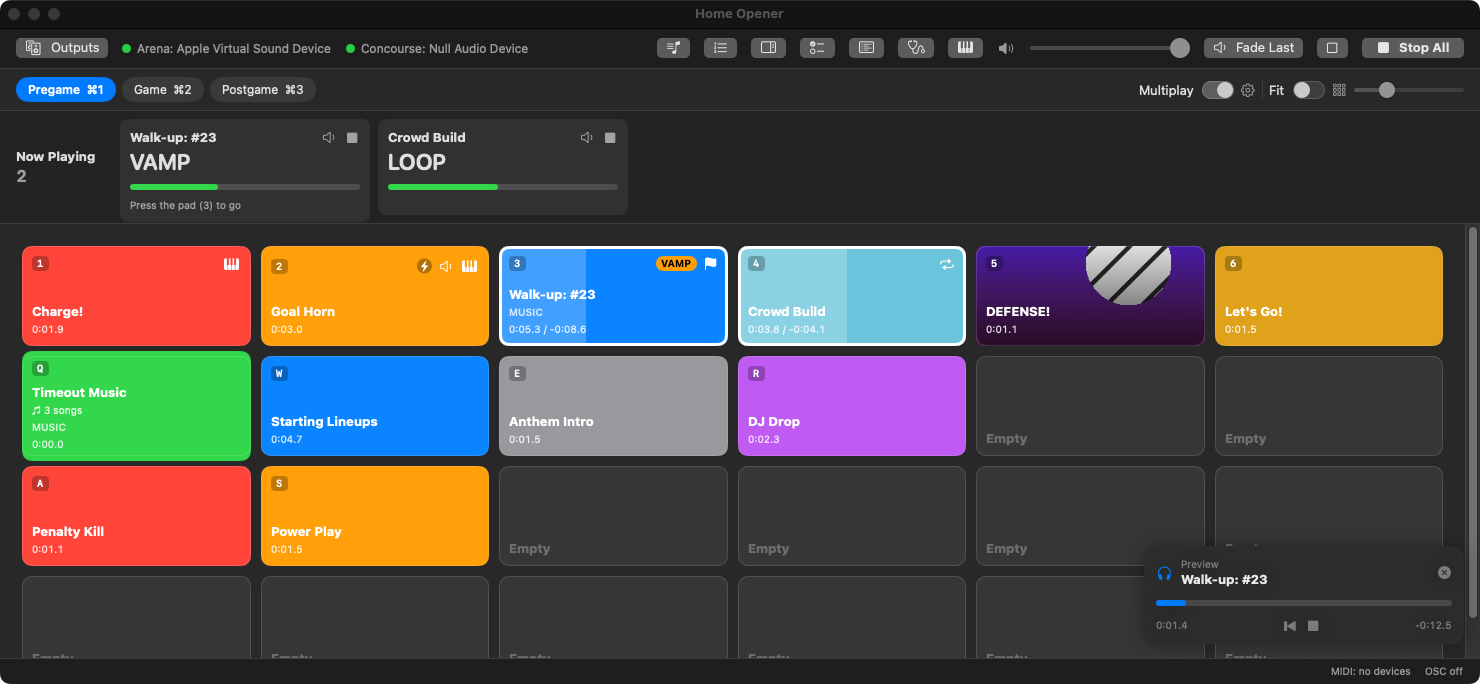 Home Opener
Outputs
Arena: Apple Virtual Sound Device
Concourse: Null Audio Device
Fade Last
Stop All
Pregame ⌘1
Game ⌘2
Postgame ⌘3
Multiplay
Fit
Now Playing
2
Walk-up: #23
VAMP
Press the pad (3) to go
Crowd Build
LOOP
1
Charge!
0:01.9
2
Goal Horn
0:03.0
3
VAMP
Walk-up: #23
MUSIC
0:05.3 / -0:08.6
4
Crowd Build
0:03.8 / -0:04.1
5
DEFENSE!
0:01.1
6
Let's Go!
0:01.5
Q
Timeout Music
3 songs
MUSIC
0:00.0
W
Starting Lineups
0:04.7
E
Anthem Intro
0:01.5
R
DJ Drop
0:02.3
Empty
Empty
A
Penalty Kill
0:01.1
S
Power Play
0:01.5
Empty
Empty
Empty
Preview
Walk-up: #23
0:01.4
-0:12.5
MIDI: no devices
OSC off